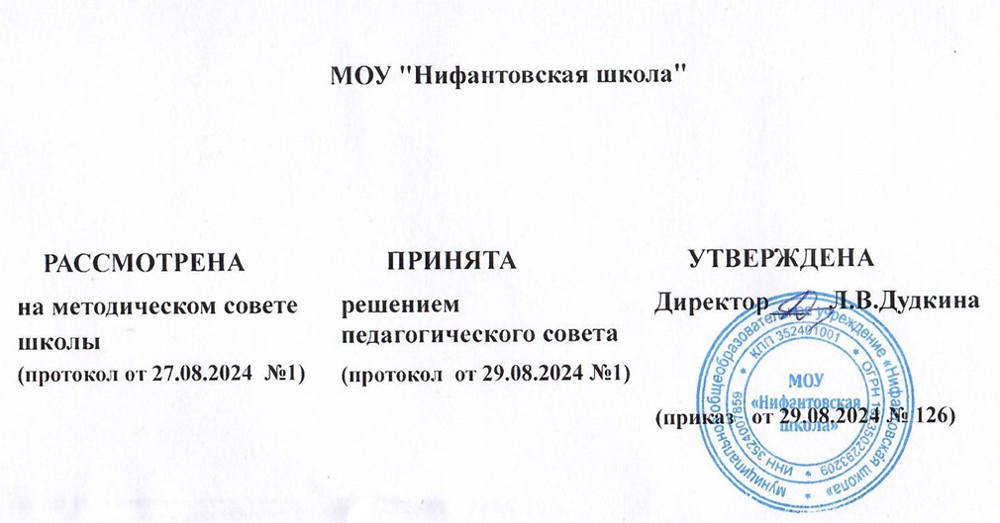 МОУ "Нифантовская школа"
РАССМОТРЕНА
на методическом совете
школы
(протокол от 27.08.2024 №1)
ПРИНЯТА
решением
педагогического совета
(протокол от 29.08.2024 №1)
УТВЕРЖДЕНА
Директор Л.В.Дудкина
(приказ от 29.08.2024 № 126)
муниципальное общеобразовательное учреждение «Нифантовская школа»
КПП 352401001 * ОГРН
* ИНН 3524007859 *
МОУ
«Нифантовская
школа»